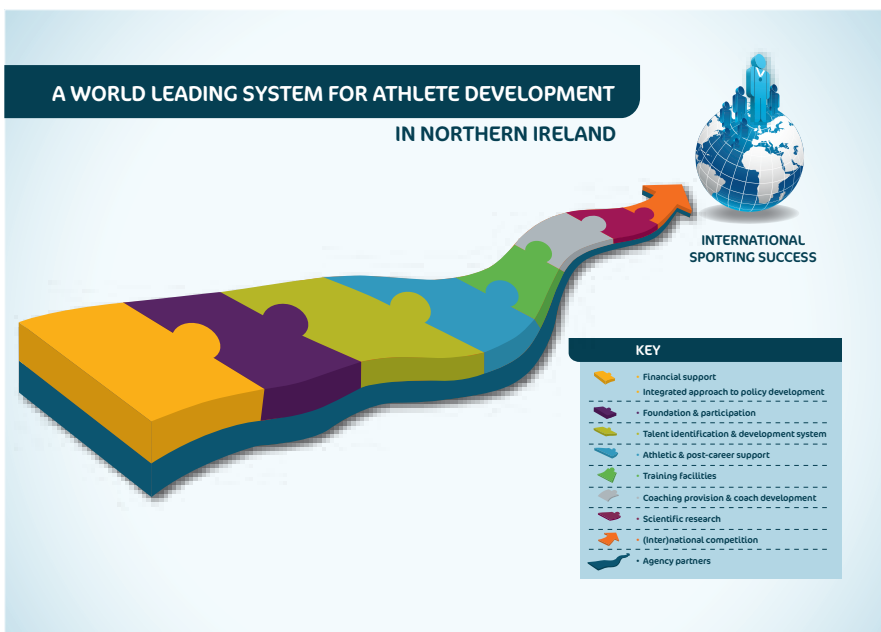 A WORLD LEADING SYSTEM FOR ATHLETE DEVELOPMENT
IN NORTHERN IRELAND
INTERNATIONAL
SPORTING SUCCESS
KEY
• Financial support
• Integrated approach to policy development
• Foundation & participation
• Talent identification & development system
• Athletic & post-career support
• Training facilities
• Coaching provision & coach development
• Scientific research
• (Inter)national competition
• Agency partners